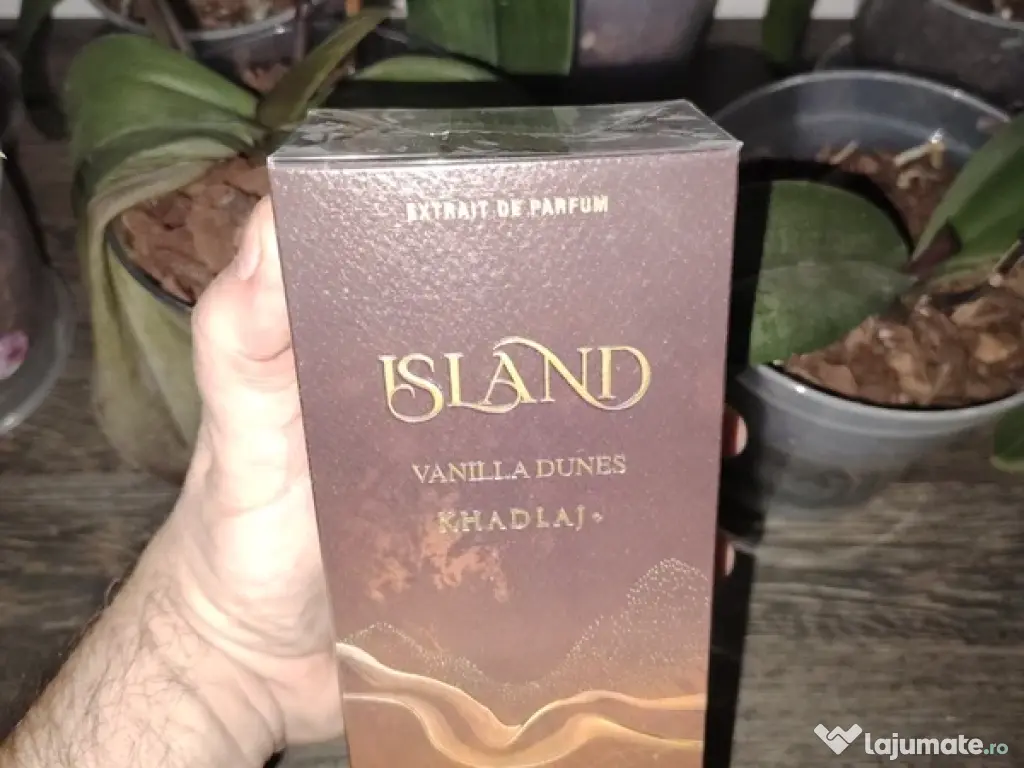 EXTRAIT DE PARFUM
ISLAND
VANILLA DUNES
KHADLAJ
lajumate.ro